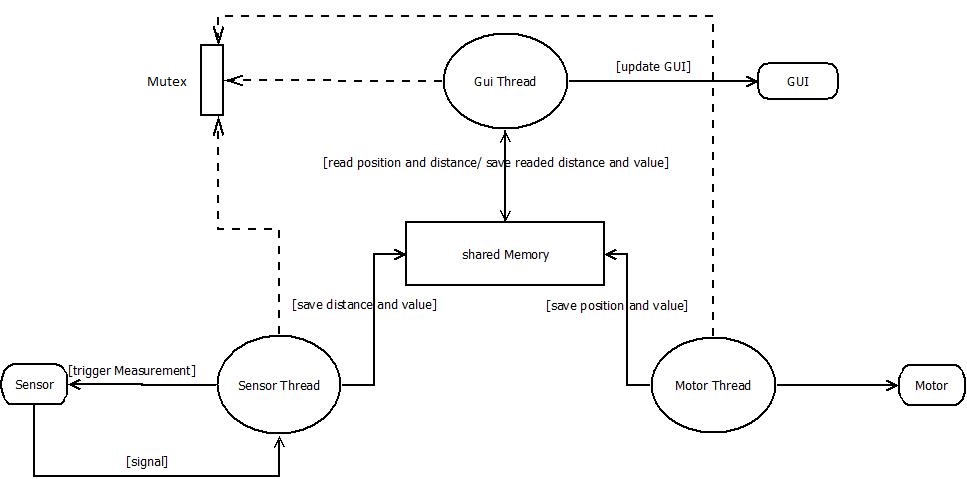 [update GUI]
Mutex
Gui Thread
GUI
[read position and distance/ save readed distance and value]
shared Memory
[save distance and value]
[save position and value]
[trigger Measurement]
Sensor
Sensor Thread
Motor Thread
Motor
[signal]